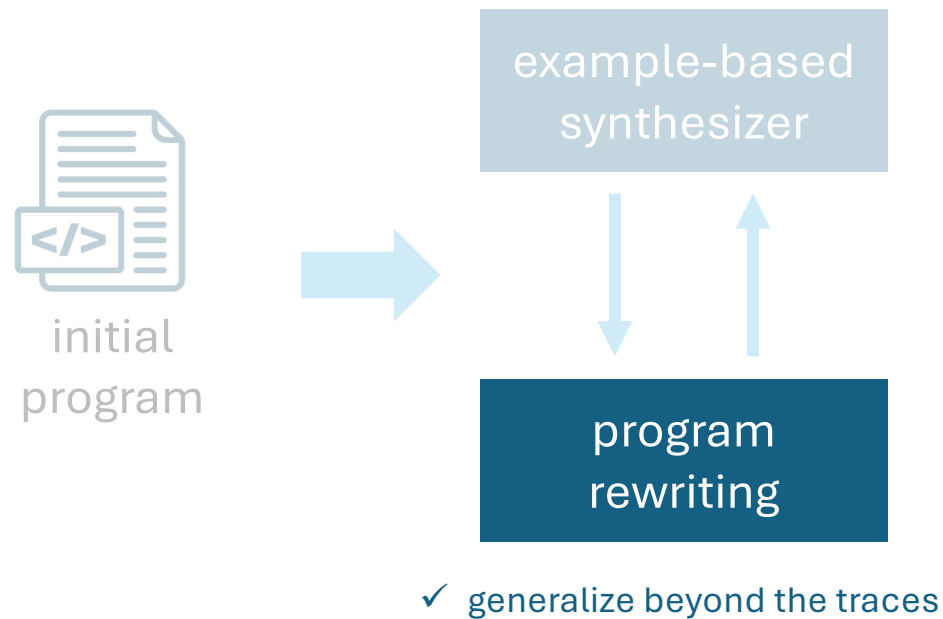 example-based
synthesizer
</>
initial
program
program
rewriting
✓ generalize beyond the traces